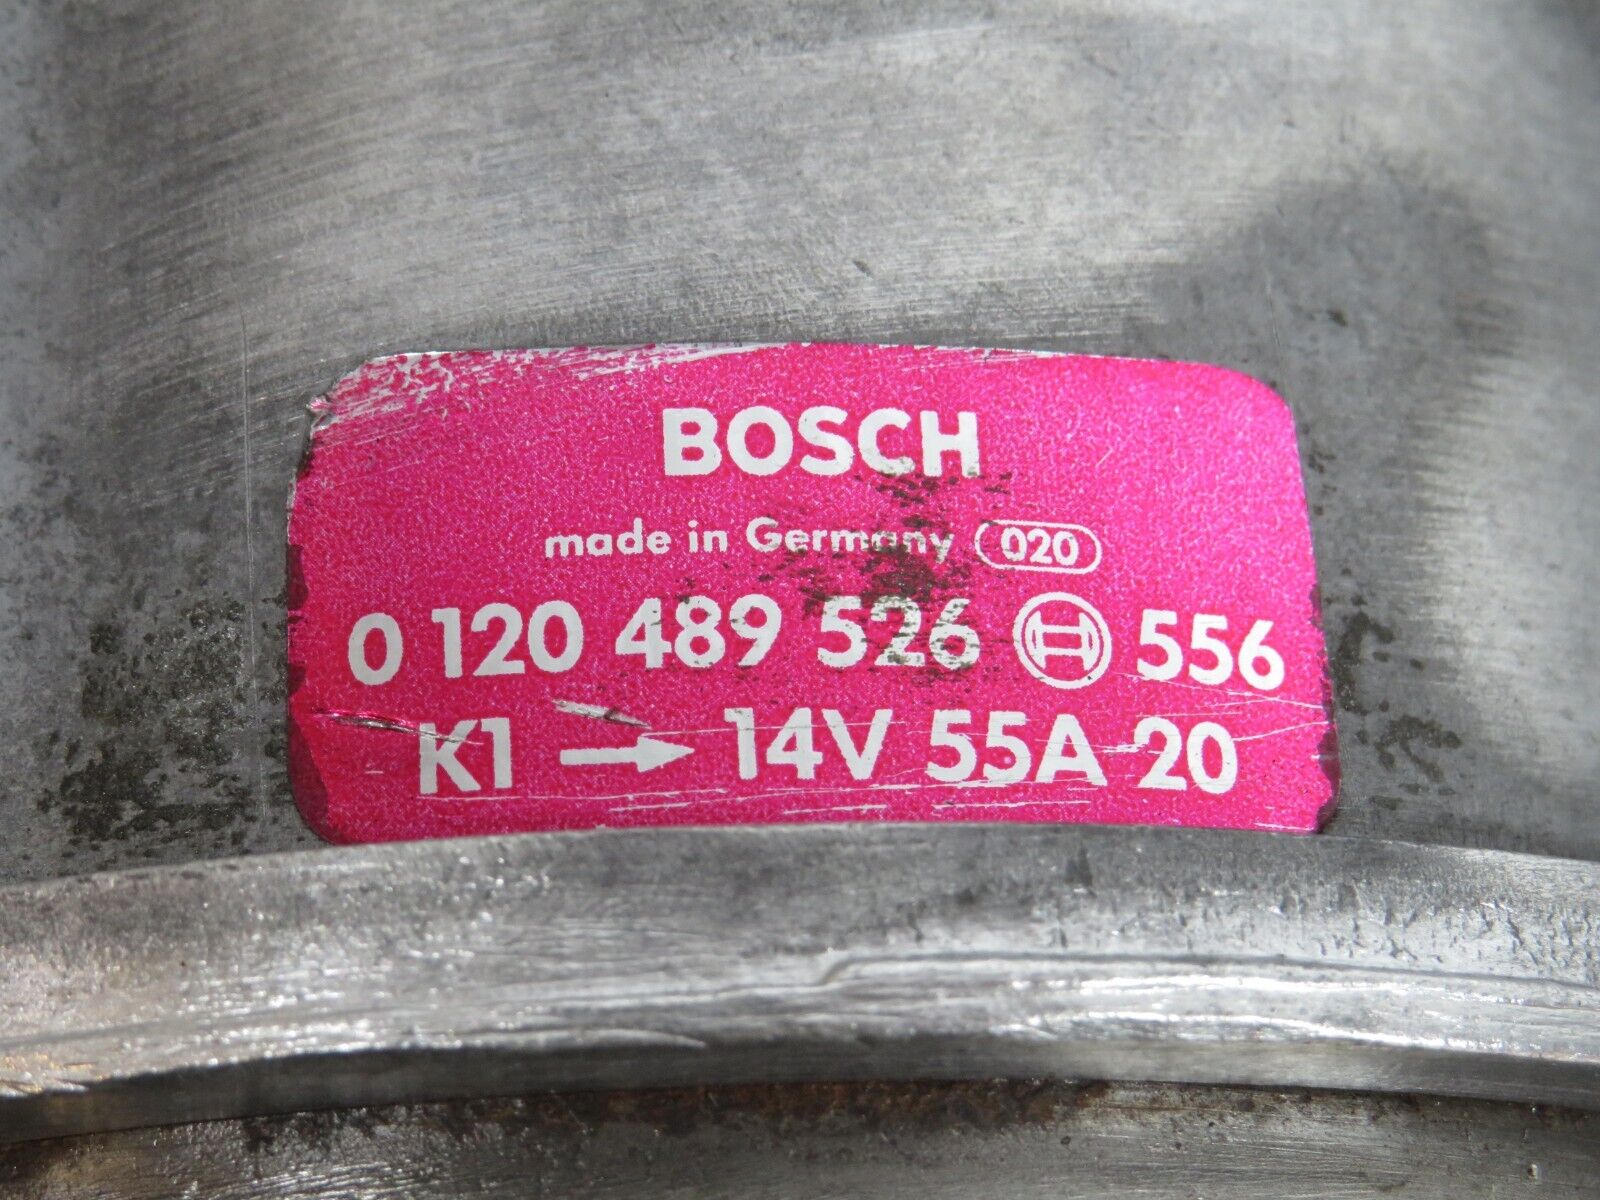 BOSCH
made in Germany 020
0 120 489 526 556
K1 → 14V 55A 20